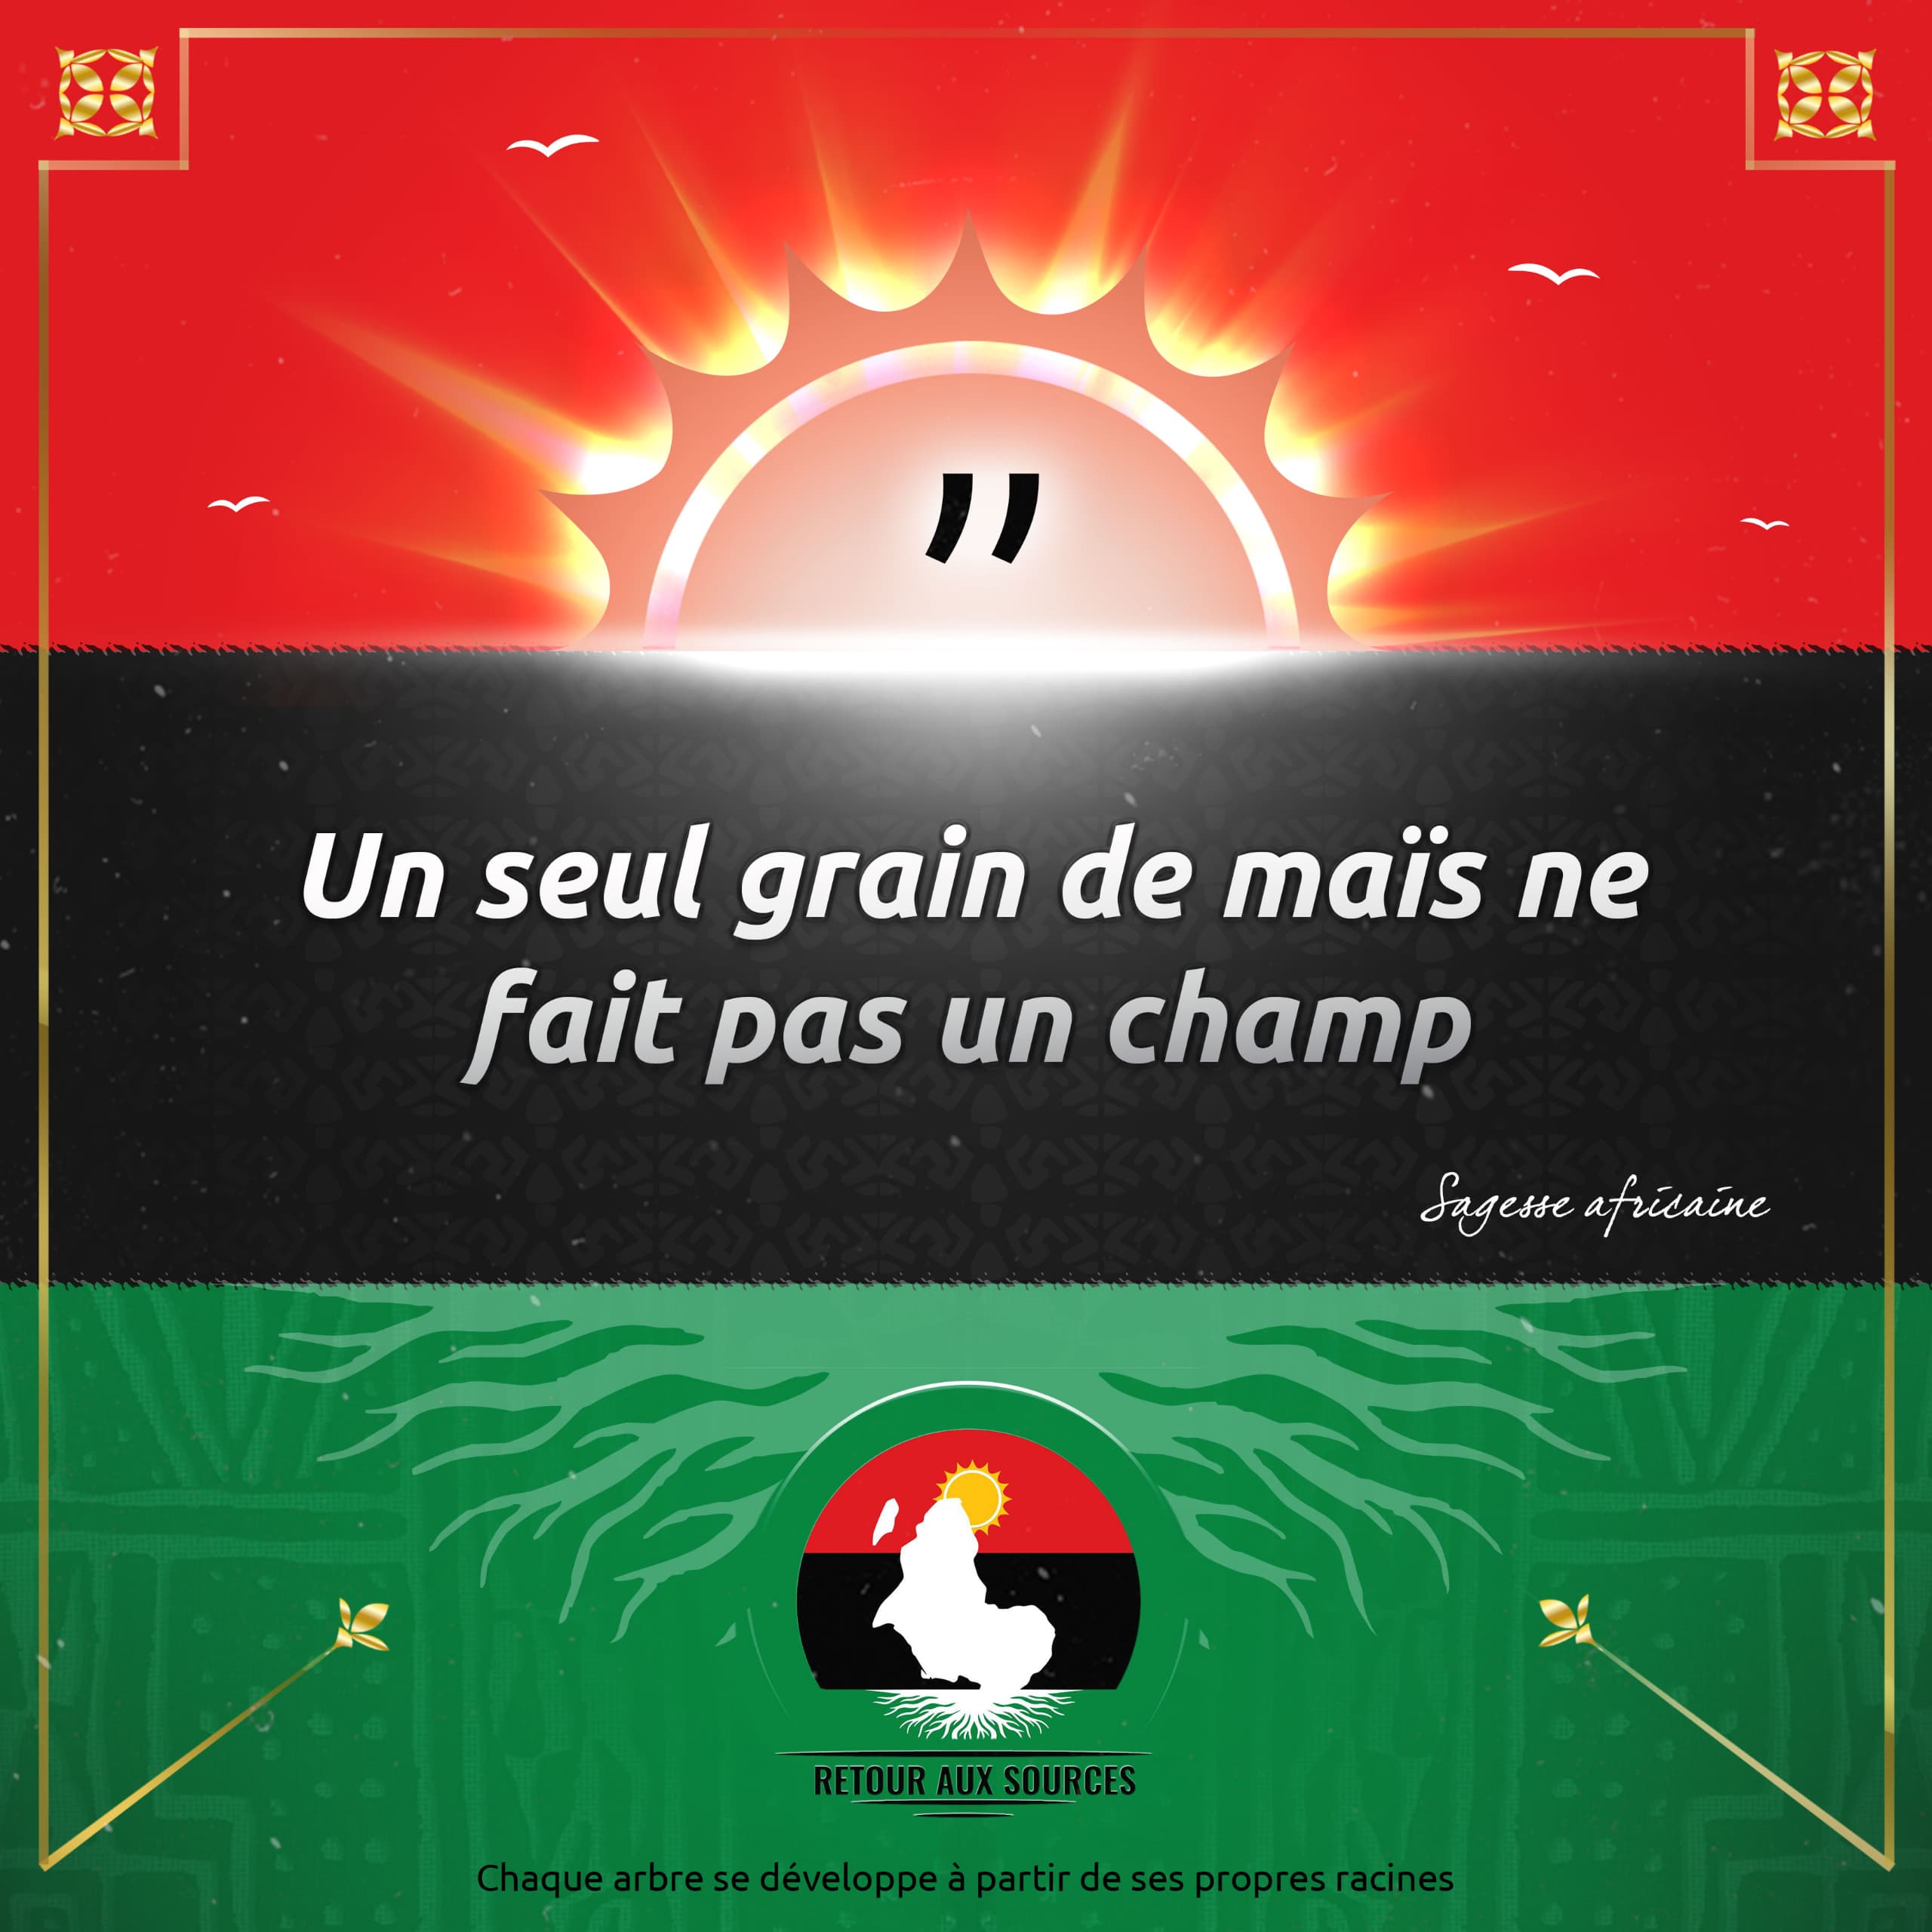 ”
Un seul grain de maïs ne
fait pas un champ
Sagesse africaine
RETOUR AUX SOURCES
Chaque arbre se développe à partir de ses propres racines